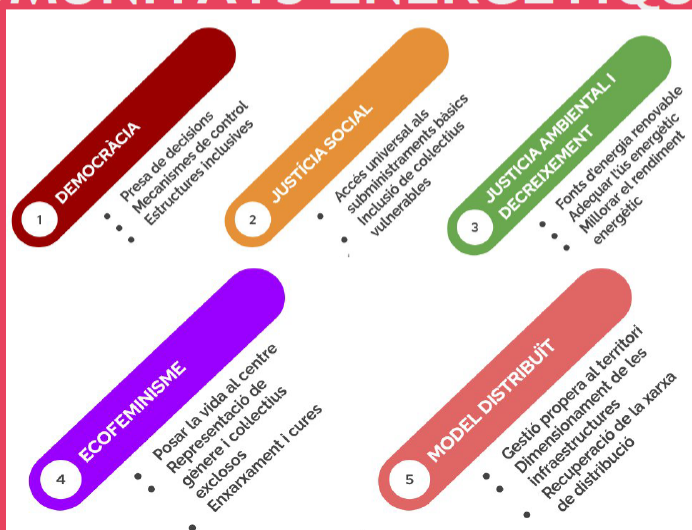 1
DEMOCRÀCIA
Presa de decisions
Mecanismes de control
Estructures inclusives
2
JUSTÍCIA SOCIAL
Accés universal als
subministraments bàsics
Inclusió de col·lectius
vulnerables
3
JUSTICIA AMBIENTAL I
DECREIXEMENT
Fonts d'energia renovable
Adequar l'ús energètic
Millorar el rendiment
energètic
4
ECOFEMINISME
Posar la vida al centre
Representació de
gènere i col·lectius
exclosos
Enxarxament i cures
5
MODEL DISTRIBUÏT
Gestió propera al territori
Dimensionament de les
infraestructures
Recuperació de la xarxa
de distribució